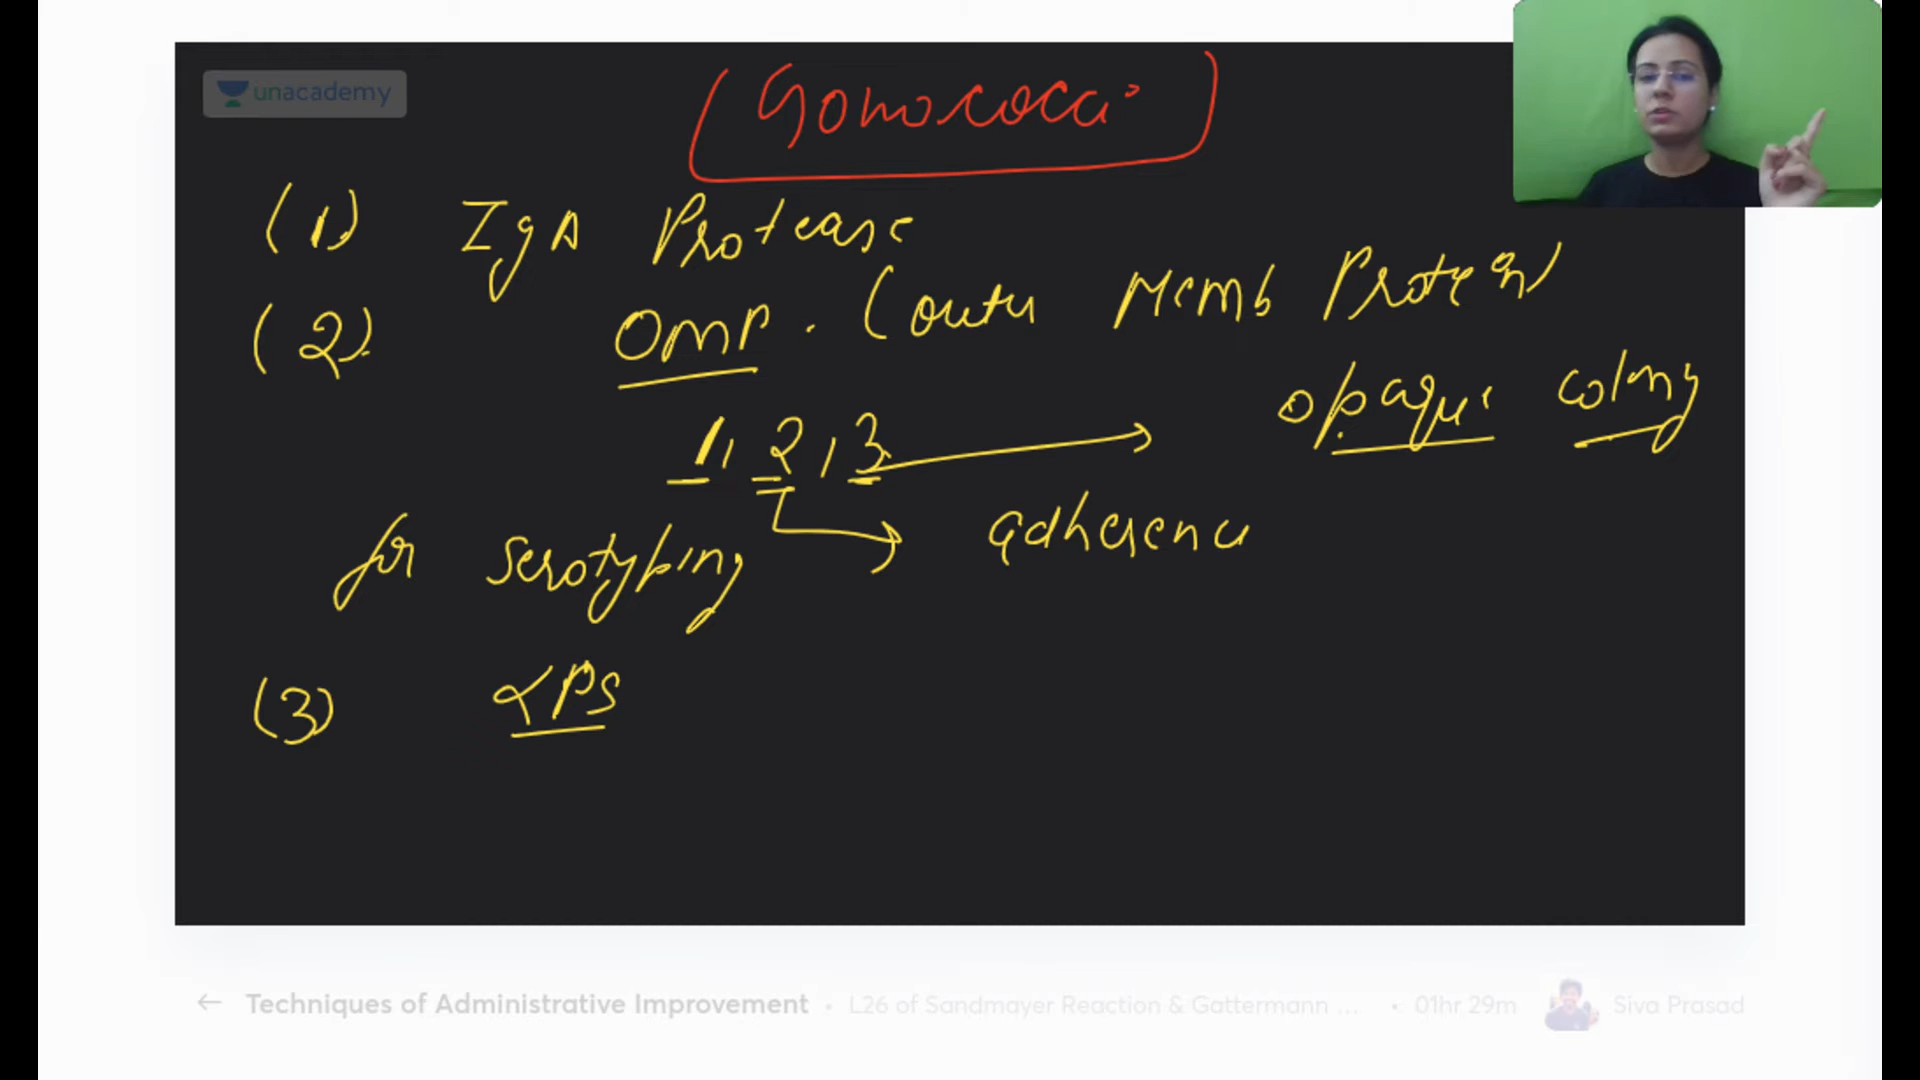 unacademy
Gonococci
(1) IgA Protease
(2) OMP. (Outer Memb Protein)
1, 2, 3 → opaque colony
for serotyping → adherence
(3) LPS
← Techniques of Administrative Improvement • L26 of Sandmayer Reaction & Gattermann ... • 01hr 29m Siva Prasad